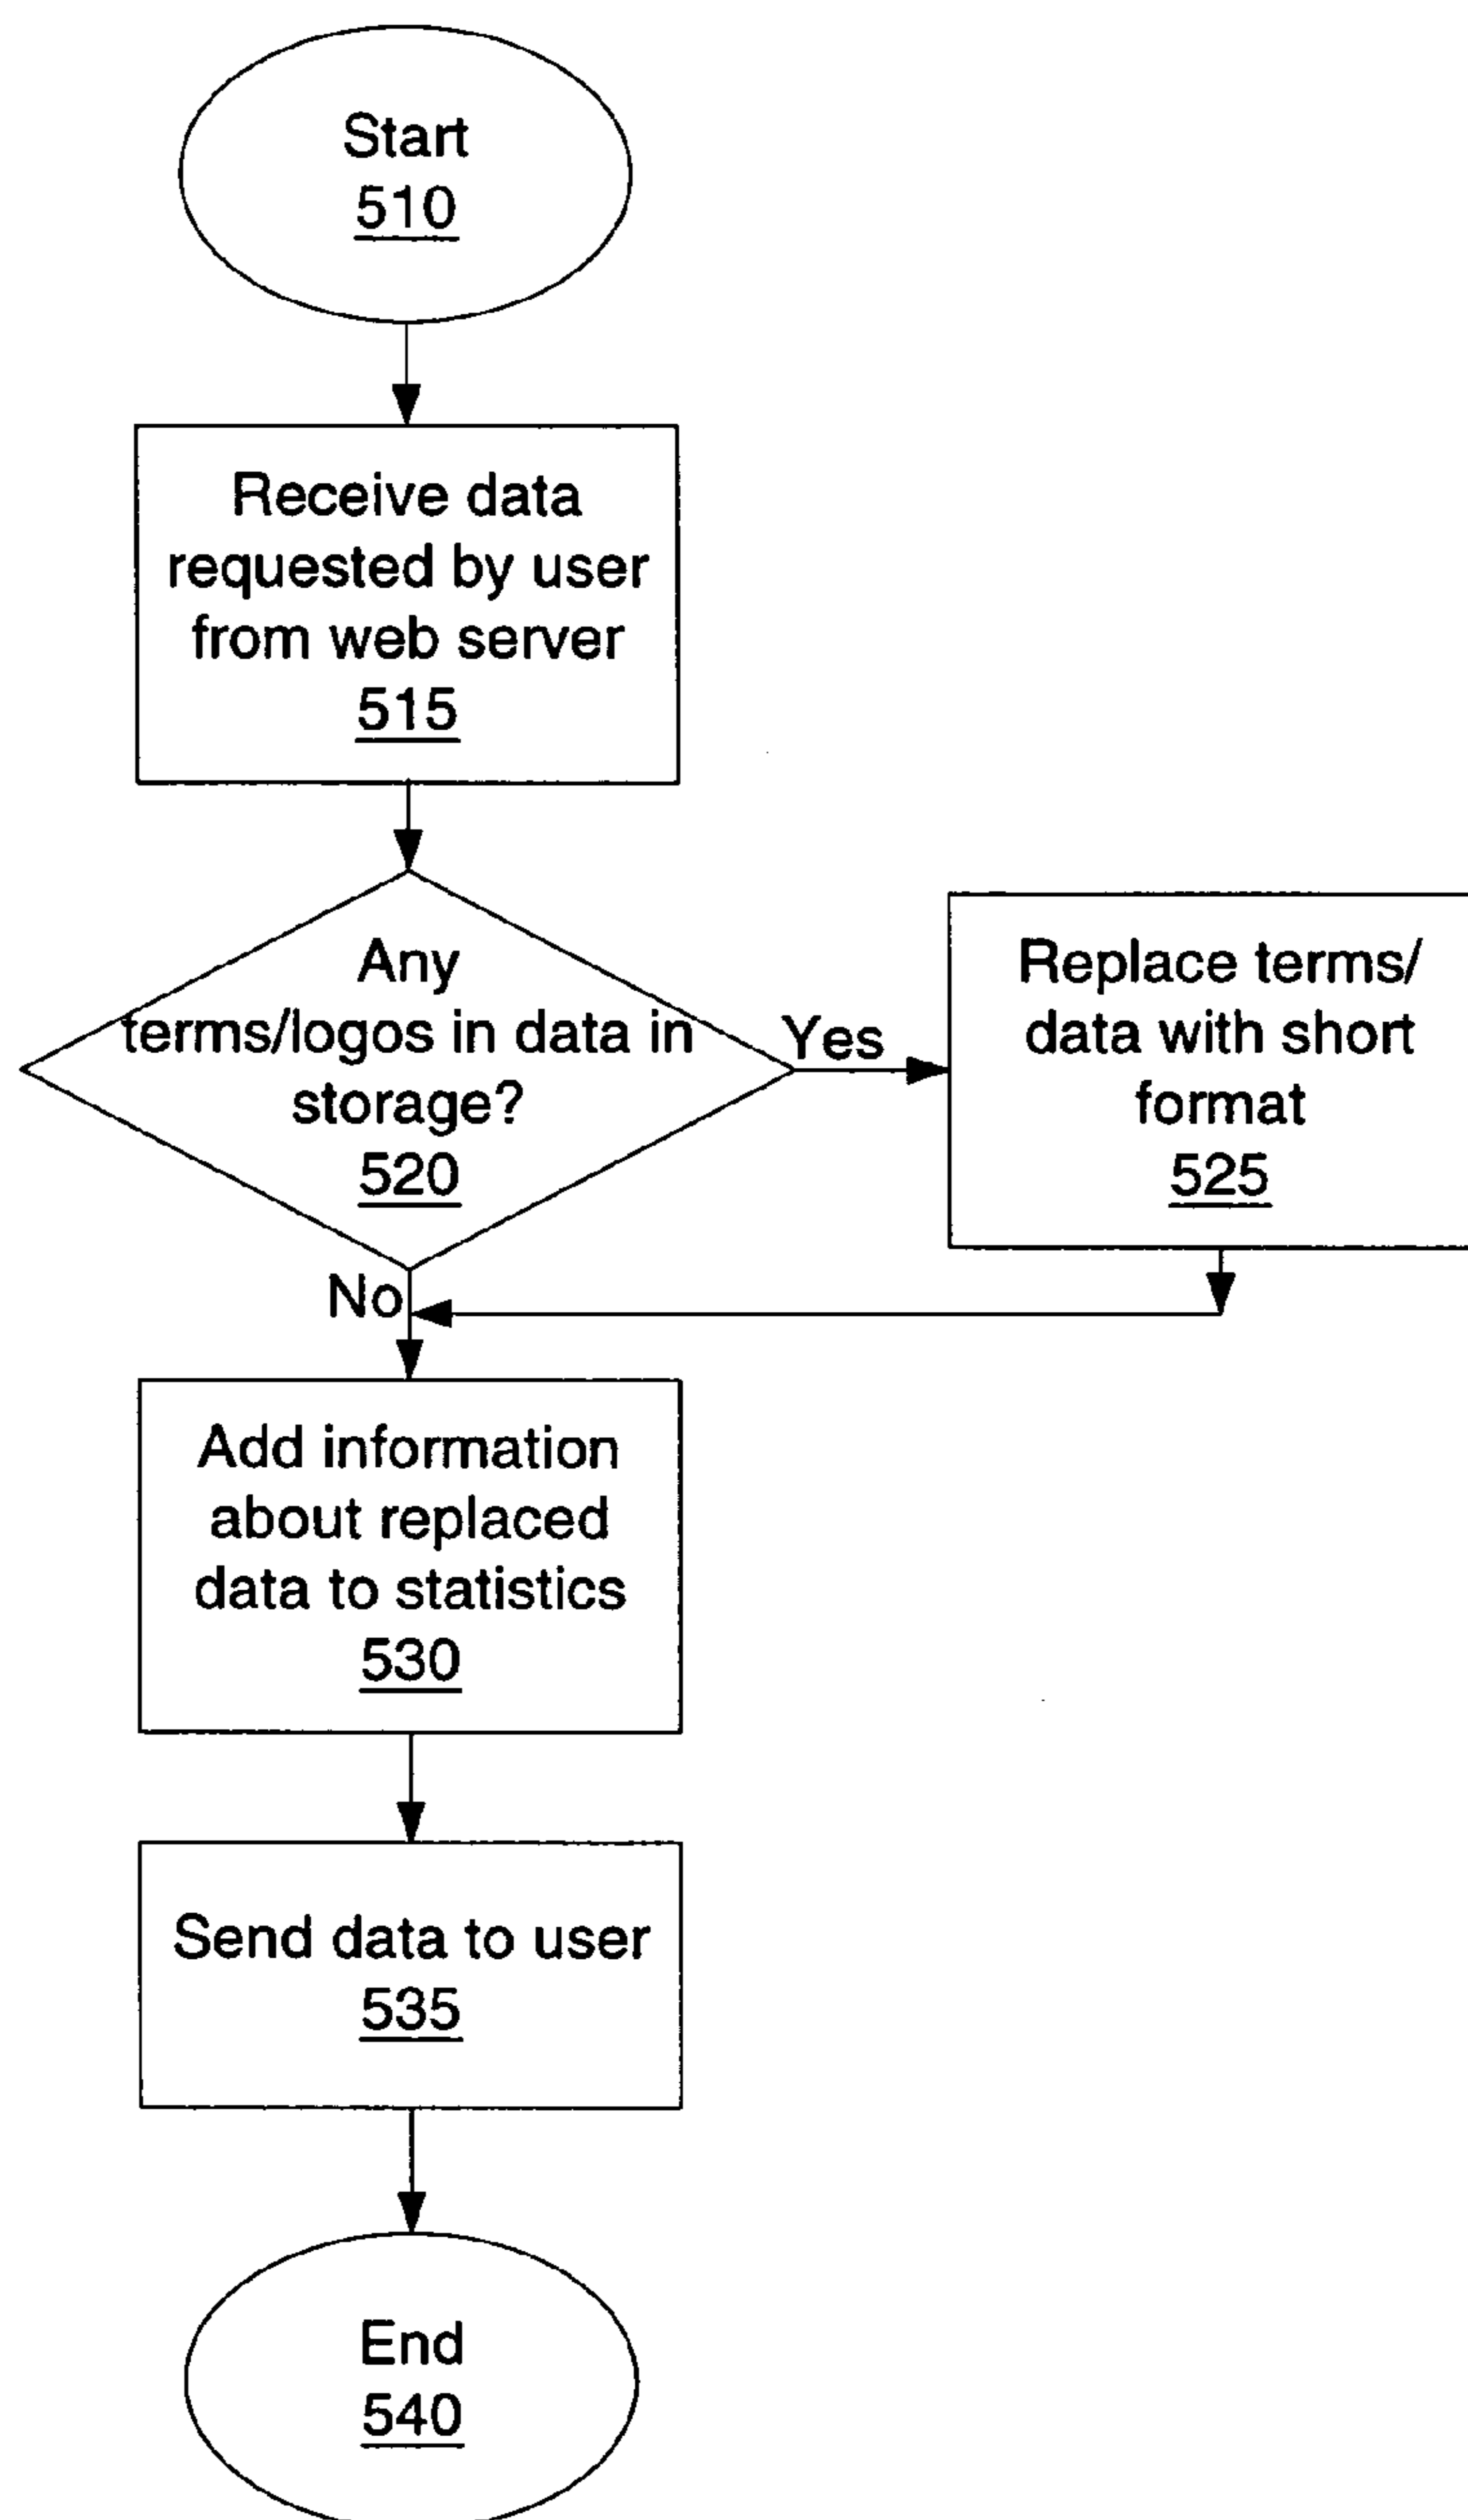 Start
510
Receive data
requested by user
from web server
515
Any
terms/logos in data in
storage?
520
Yes
Replace terms/
data with short
format
525
No
Add information
about replaced
data to statistics
530
Send data to user
535
End
540